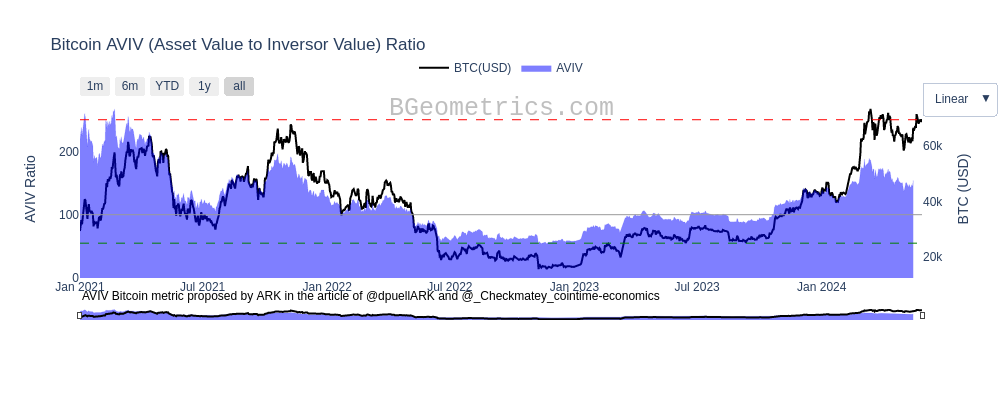 Bitcoin AVIV (Asset Value to Inversor Value) Ratio
BTC(USD) AVIV
1m 6m YTD 1y all
Linear ▼
BGeometrics.com
AVIV Ratio
200
100
0
BTC (USD)
60k
40k
20k
Jan 2021 Jul 2021 Jan 2022 Jul 2022 Jan 2023 Jul 2023 Jan 2024
AVIV Bitcoin metric proposed by ARK in the article of @dpuellARK and @_Checkmatey_cointime-economics